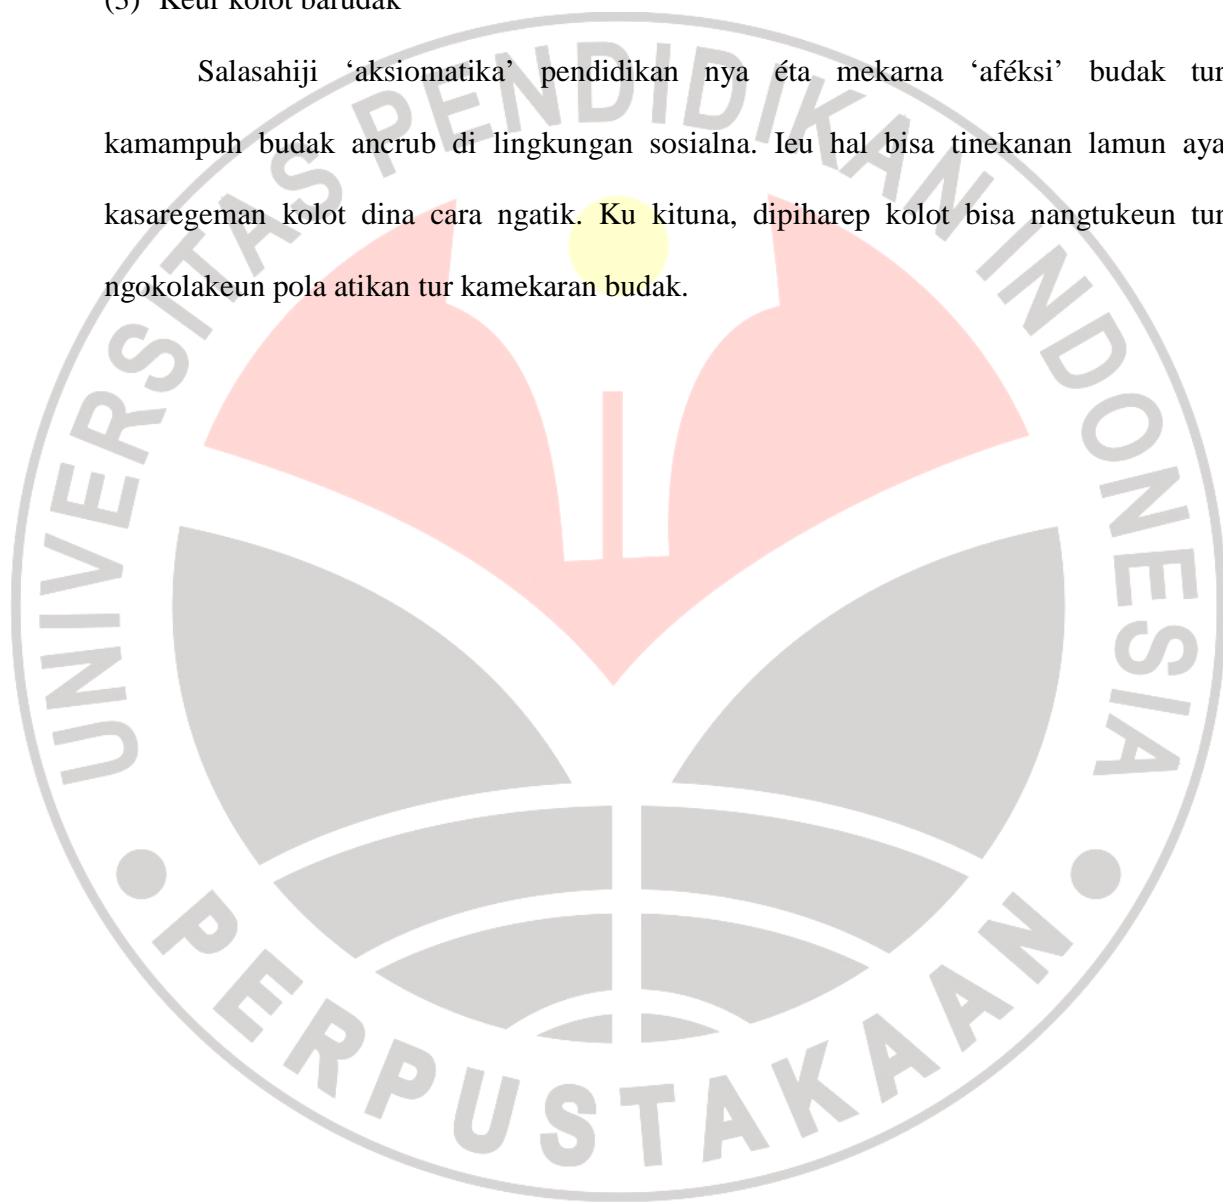 Keur kolot barudak
Salasahiji ‘aksiomatika’ pendidikan nya éta mekarna ‘aféksi’ budak tur
kamampuh budak ancrub di lingkungan sosialna. Ieu hal bisa tinekanan lamun aya
kasaregeman kolot dina cara ngatik. Ku kituna, dipiharep kolot bisa nangtukeun tur
ngokolakeun pola atikan tur kamekaran budak.
UNIVERSITAS PENDIDIKAN INDONESIA
PERPUSTAKAAN